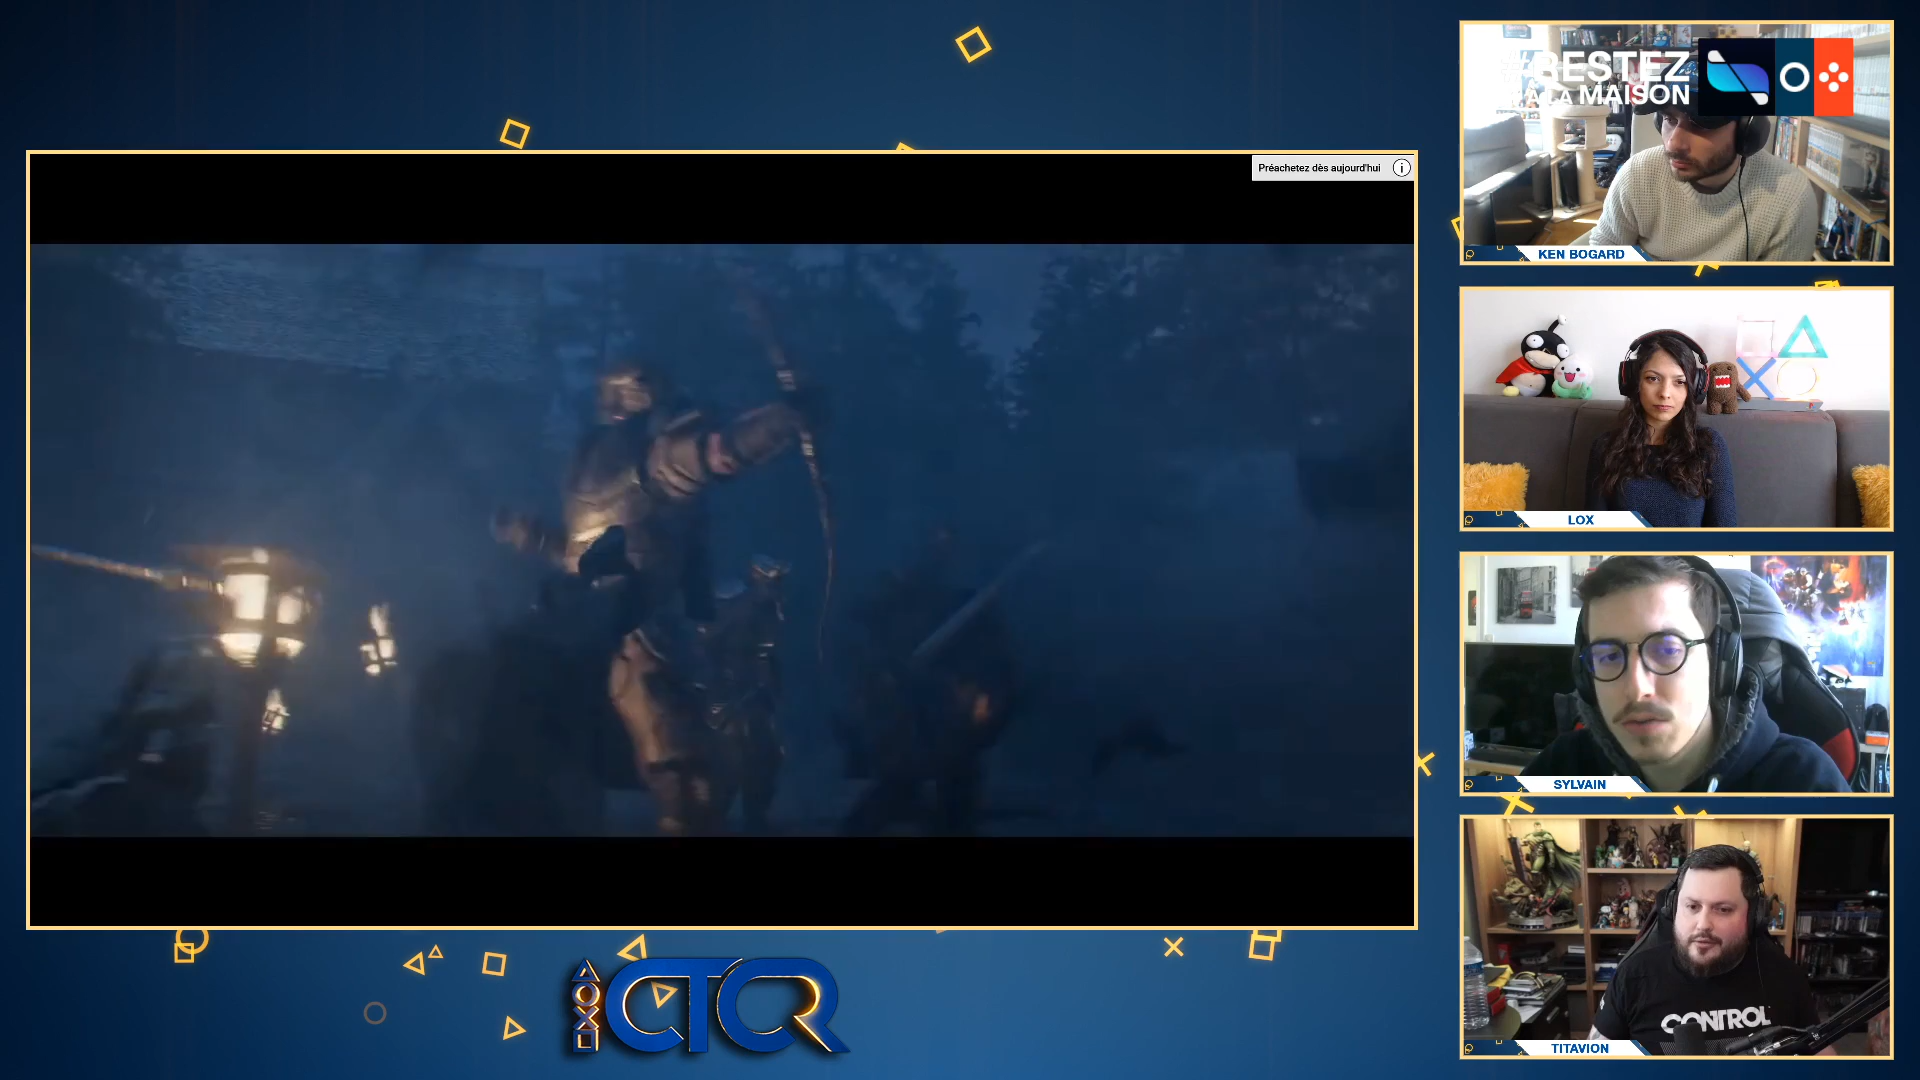 #RESTEZ
À LA MAISON
Préachetez dès aujourd'hui
KEN BOGARD
LOX
SYLVAIN
CONTROL
TITAVION
CTCR